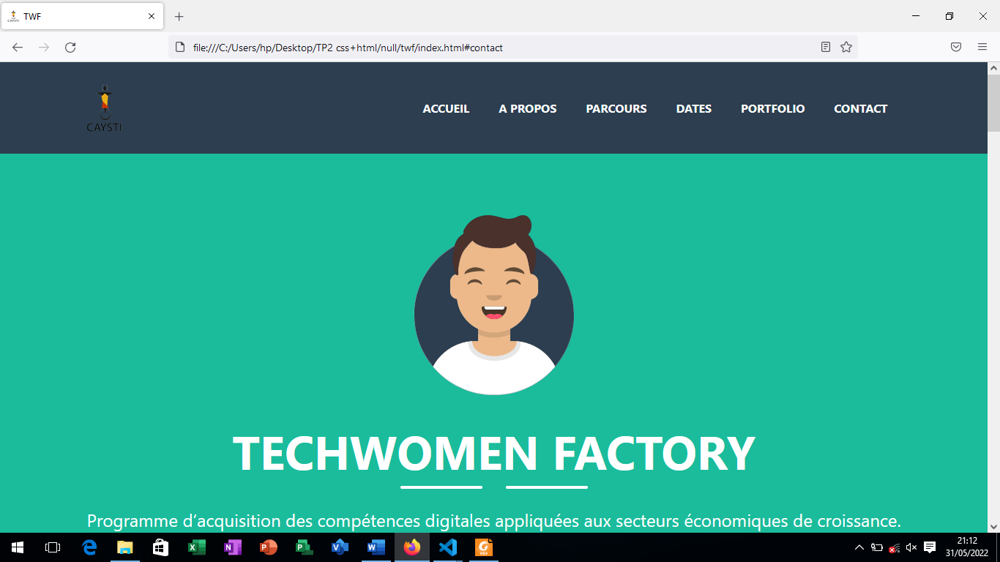 TWF
file:///C:/Users/hp/Desktop/TP2 css+html/null/twf/index.html#contact
CAYSTI
ACCUEIL A PROPOS PARCOURS DATES PORTFOLIO CONTACT
TECHWOMEN FACTORY
Programme d’acquisition des compétences digitales appliquées aux secteurs économiques de croissance.
21:12
31/05/2022